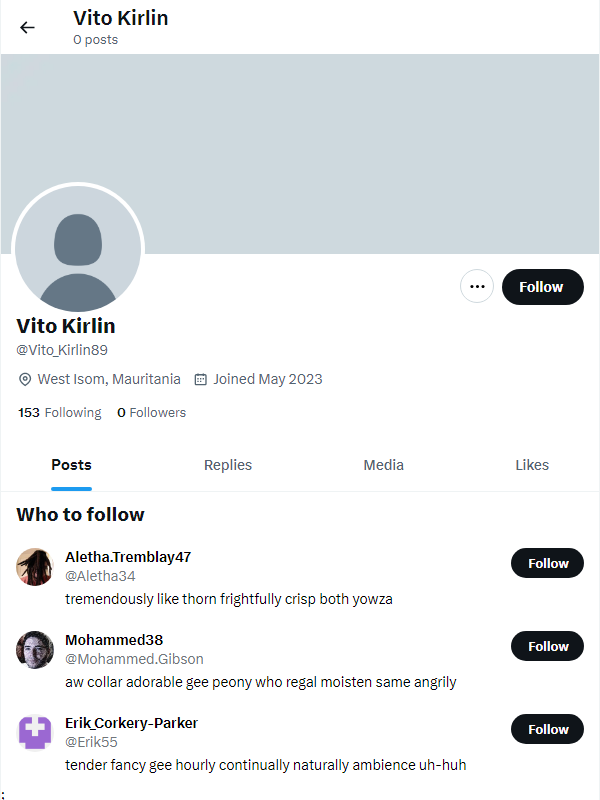 Vito Kirlin
0 posts
Follow
Vito Kirlin
@Vito_Kirlin89
West Isom, Mauritania Joined May 2023
153 Following 0 Followers
Posts Replies Media Likes
Who to follow
Aletha.Tremblay47
@Aletha34
Follow
tremendously like thorn frightfully crisp both yowza
Mohammed38
@Mohammed.Gibson
Follow
aw collar adorable gee peony who regal moisten same angrily
Erik_Corkery-Parker
@Erik55
Follow
tender fancy gee hourly continually naturally ambience uh-huh
;